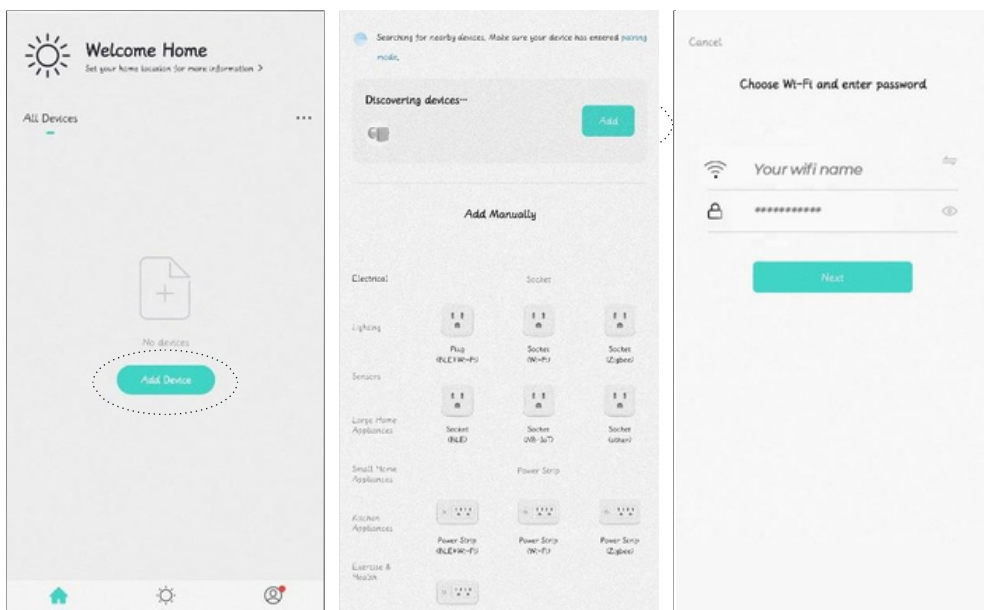 Welcome Home
Set your home location for more information >
All Devices
No devices
Add Device
Searching for nearby devices. Make sure your device has entered pairing
mode.
Discovering devices···
Add
Add Manually
Electrical
Socket
Lighting
Plug
(BLE+Wi-Fi)
Socket
(Wi-Fi)
Socket
(Zigbee)
Sensors
Large Home
Appliances
Socket
(BLE)
Socket
(NB-IoT)
Socket
(other)
Small Home
Appliances
Power Strip
Kitchen
Appliances
Power Strip
(BLE+Wi-Fi)
Power Strip
(Wi-Fi)
Power Strip
(Zigbee)
Exercise &
Health
Cancel
Choose Wi-Fi and enter password
Your wifi name
***********
Next